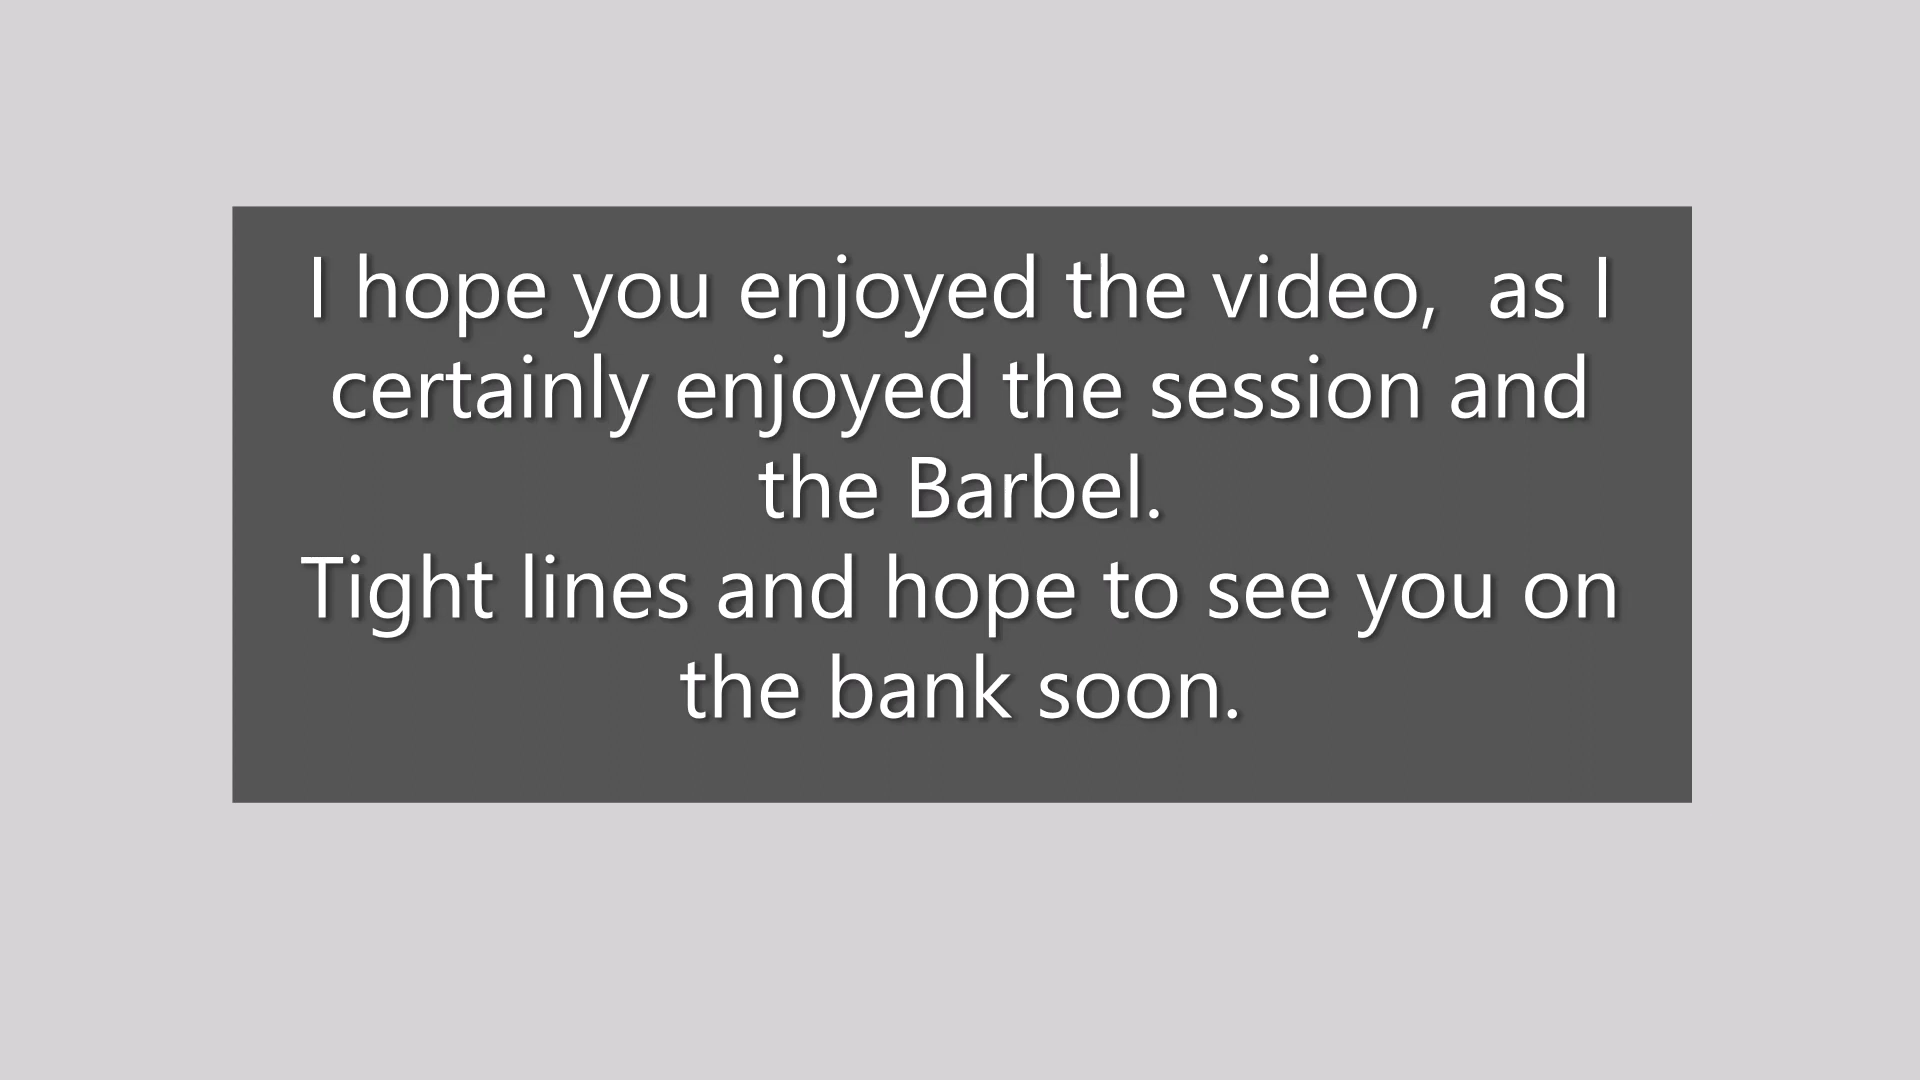 I hope you enjoyed the video,  as I
certainly enjoyed the session and
the Barbel.
Tight lines and hope to see you on
the bank soon.